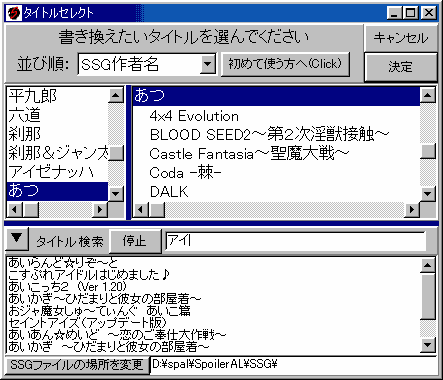 タイトルセレクト
書き換えたいタイトルを選んでください
キャンセル
並び順: SSG作者名 初めて使う方へ(Click) 決定
平九郎
六道
刹那
刹那&ジャンヌ
アイゼナッハ
あつ
あつ
4x4 Evolution
BLOOD SEED2～第2次淫獣接触～
Castle Fantasia～聖魔大戦～
Coda -棘-
DALK
タイトル検索 停止 アイ
あいらんど☆りぞーと
こすぷれアイドルはじめました♪
あいこっち2 (Ver 1.20)
あいかぎ～ひだまりと彼女の部屋着～
おジャ魔女しゅ～てぃんぐ あいこ篇
セイントアイズ(アップデート版)
あいあん☆めいど ～恋のご奉仕大作戦～
あいかぎ ～ひだまりと彼女の部屋着～
SSGファイルの場所を変更 D:¥spal¥SpoilerAL¥SSG¥